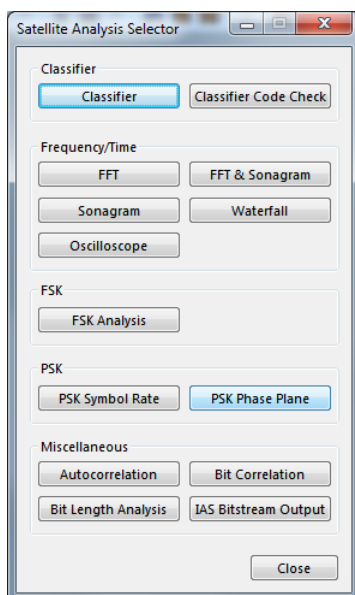 Satellite Analysis Selector
Classifier
Classifier Classifier Code Check
Frequency/Time
FFT FFT & Sonagram
Sonagram Waterfall
Oscilloscope
FSK
FSK Analysis
PSK
PSK Symbol Rate PSK Phase Plane
Miscellaneous
Autocorrelation Bit Correlation
Bit Length Analysis IAS Bitstream Output
Close